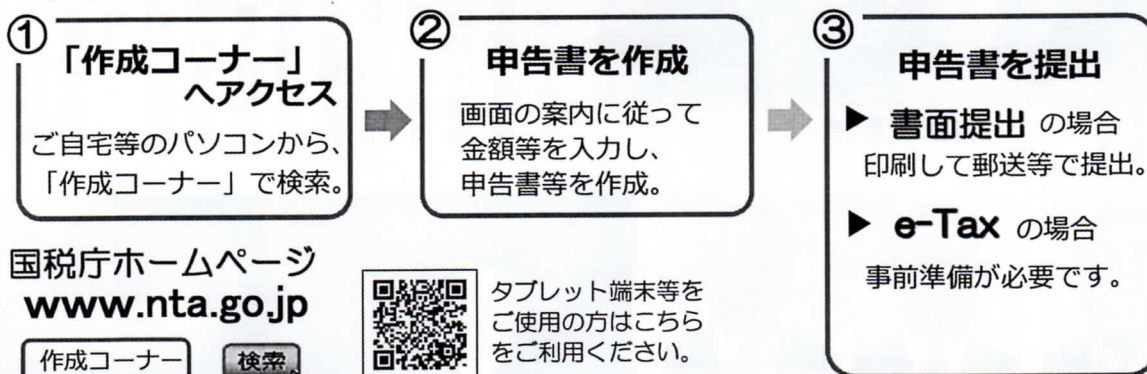 ①
「作成コーナー」
へアクセス
ご自宅等のパソコンから、
「作成コーナー」で検索。
②
申告書を作成
画面の案内に従って
金額等を入力し、
申告書等を作成。
③
申告書を提出
▶ 書面提出 の場合
印刷して郵送等で提出。
▶ e-Tax の場合
事前準備が必要です。
国税庁ホームページ
www.nta.go.jp
作成コーナー 検索
タブレット端末等を
ご使用の方はこちら
をご利用ください。